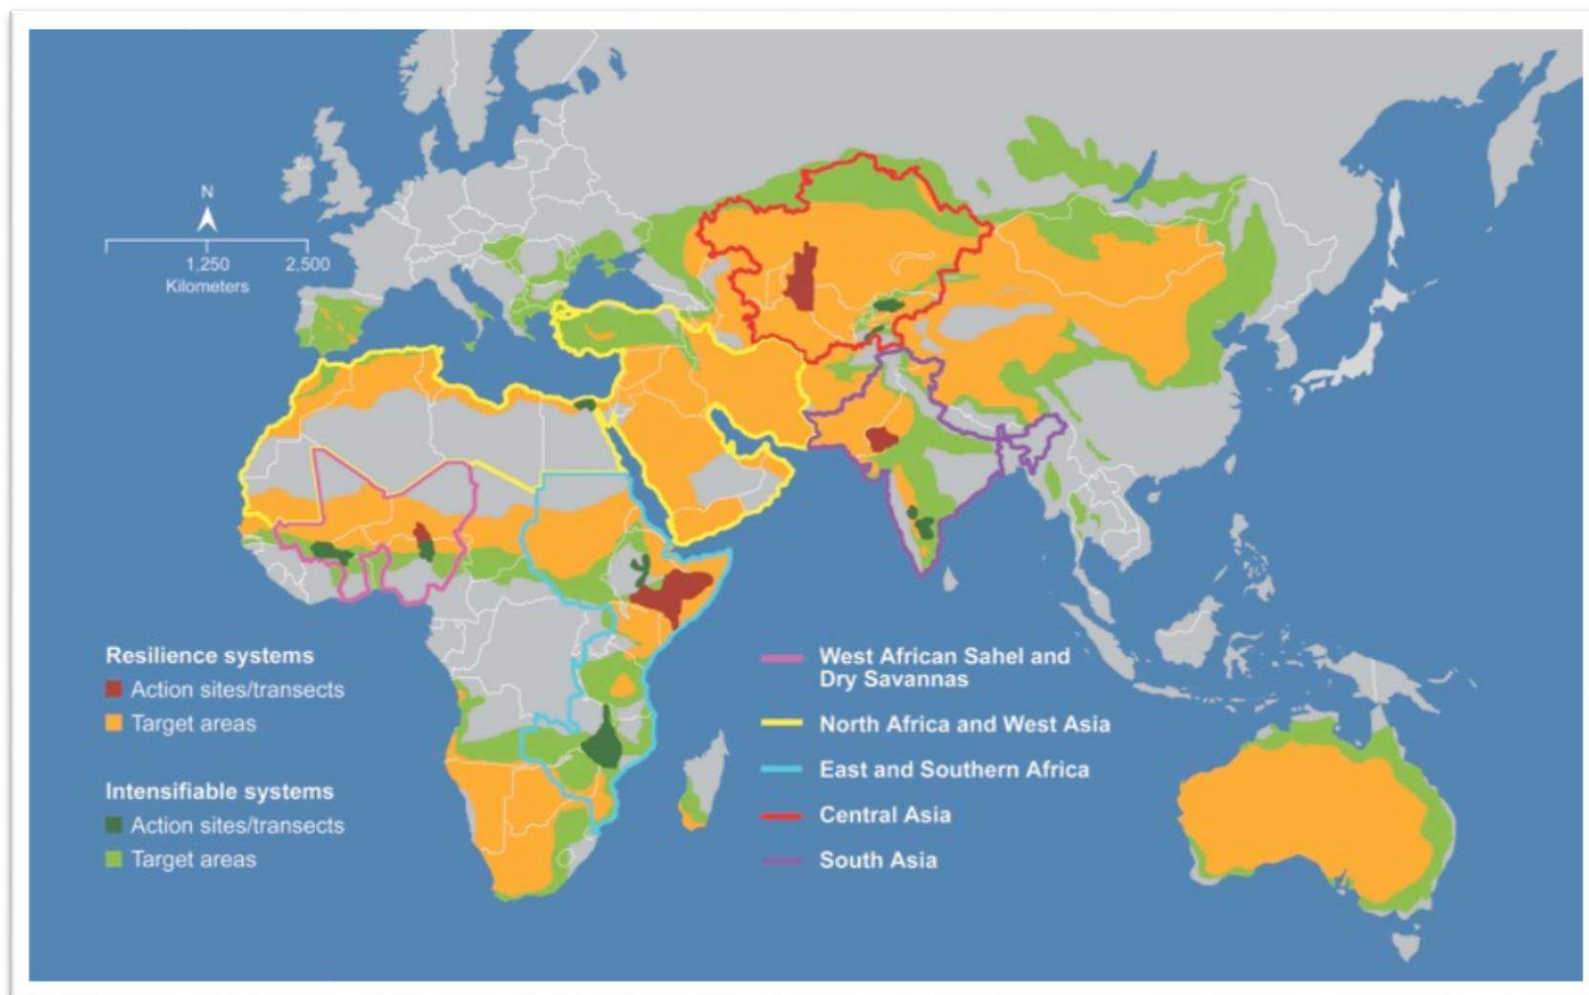 N
1,250
2,500
Kilometers
Resilience systems
Action sites/transects
Target areas
Intensifiable systems
Action sites/transects
Target areas
West African Sahel and
Dry Savannas
North Africa and West Asia
East and Southern Africa
Central Asia
South Asia